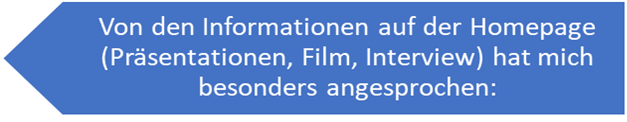 Von den Informationen auf der Homepage
(Präsentationen, Film, Interview) hat mich
besonders angesprochen: